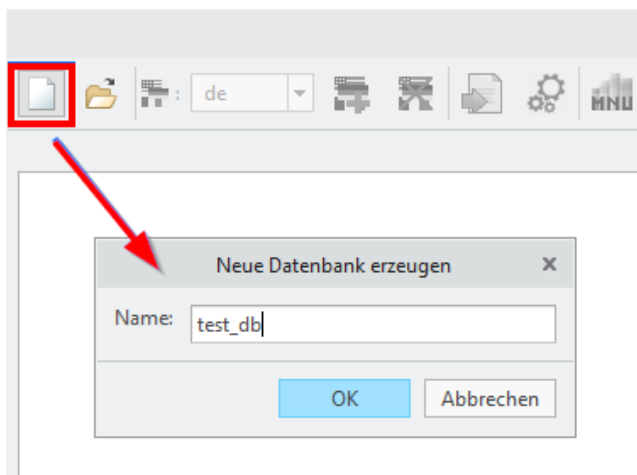 : de
MNU
Neue Datenbank erzeugen x
Name: test_db
OK Abbrechen